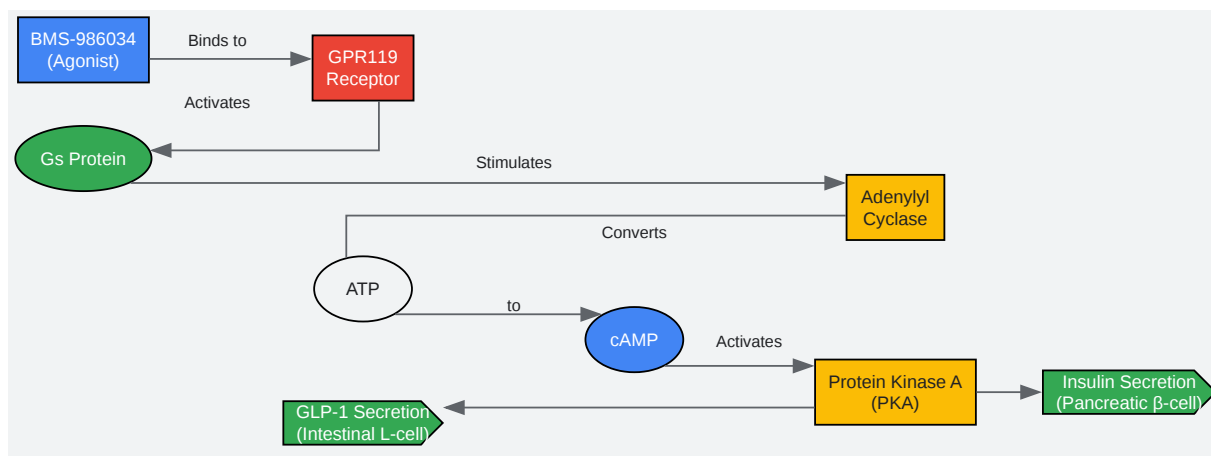 BMS-986034
(Agonist)
Binds to
GPR119
Receptor
Activates
Gs Protein
Stimulates
Adenylyl
Cyclase
Converts
ATP
to
cAMP
Activates
Protein Kinase A
(PKA)
Insulin Secretion
(Pancreatic β-cell)
GLP-1 Secretion
(Intestinal L-cell)